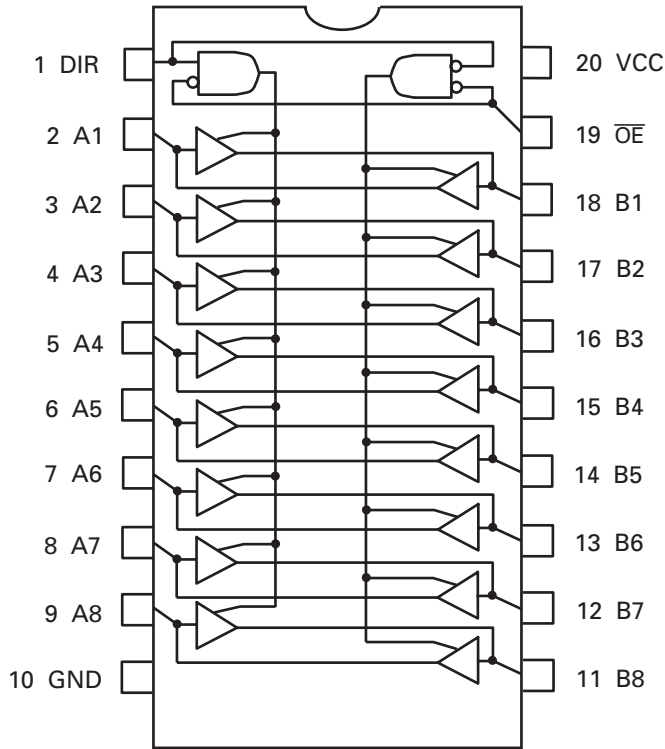 1 DIR
2 A1
3 A2
4 A3
5 A4
6 A5
7 A6
8 A7
9 A8
10 GND
20 VCC
19 O̅E̅
18 B1
17 B2
16 B3
15 B4
14 B5
13 B6
12 B7
11 B8